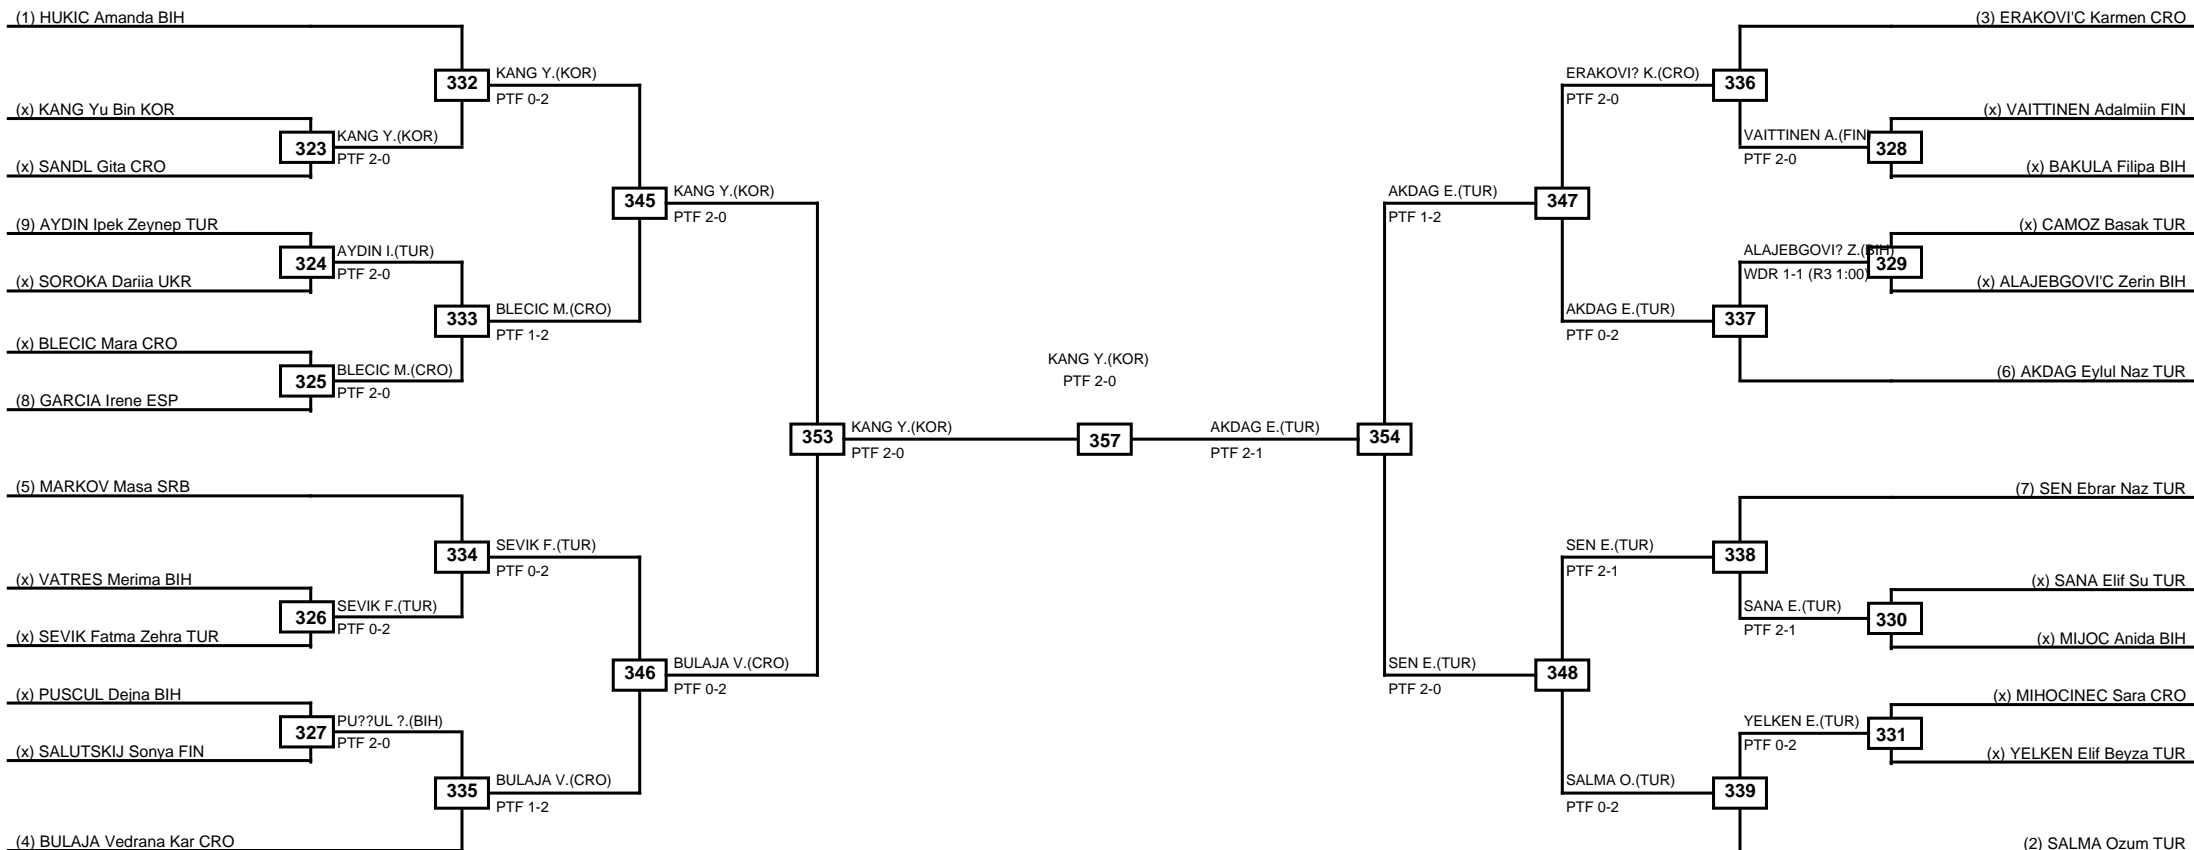 (1) HUKIC Amanda BIH
(3) ERAKOVI'C Karmen CRO
332
KANG Y.(KOR)
PTF 0-2
ERAKOVI? K.(CRO)
PTF 2-0
336
(x) KANG Yu Bin KOR
(x) VAITTINEN Adalmiin FIN
323
KANG Y.(KOR)
PTF 2-0
VAITTINEN A.(FIN)
PTF 2-0
328
(x) SANDL Gita CRO
(x) BAKULA Filipa BIH
345
KANG Y.(KOR)
PTF 2-0
AKDAG E.(TUR)
PTF 1-2
347
(9) AYDIN Ipek Zeynep TUR
(x) CAMOZ Basak TUR
324
AYDIN I.(TUR)
PTF 2-0
ALAJEBGOVI? Z.(BIH)
WDR 1-1 (R3 1:00)
329
(x) SOROKA Dariia UKR
(x) ALAJEBGOVI'C Zerin BIH
333
BLECIC M.(CRO)
PTF 1-2
AKDAG E.(TUR)
PTF 0-2
337
(x) BLECIC Mara CRO
325
BLECIC M.(CRO)
PTF 2-0
KANG Y.(KOR)
PTF 2-0
(6) AKDAG Eylul Naz TUR
(8) GARCIA Irene ESP
353
KANG Y.(KOR)
PTF 2-0
357
AKDAG E.(TUR)
PTF 2-1
354
(5) MARKOV Masa SRB
(7) SEN Ebrar Naz TUR
334
SEVIK F.(TUR)
PTF 0-2
SEN E.(TUR)
PTF 2-1
338
(x) VATRES Merima BIH
(x) SANA Elif Su TUR
326
SEVIK F.(TUR)
PTF 0-2
SANA E.(TUR)
PTF 2-1
330
(x) SEVIK Fatma Zehra TUR
(x) MIJOC Anida BIH
346
BULAJA V.(CRO)
PTF 0-2
SEN E.(TUR)
PTF 2-0
348
(x) PUSCUL Dejna BIH
(x) MIHOCINEC Sara CRO
327
PU??UL ?.(BIH)
PTF 2-0
YELKEN E.(TUR)
PTF 0-2
331
(x) SALUTSKIJ Sonya FIN
(x) YELKEN Elif Beyza TUR
335
BULAJA V.(CRO)
PTF 1-2
SALMA O.(TUR)
PTF 0-2
339
(4) BULAJA Vedrana Kar CRO
(2) SALMA Ozum TUR